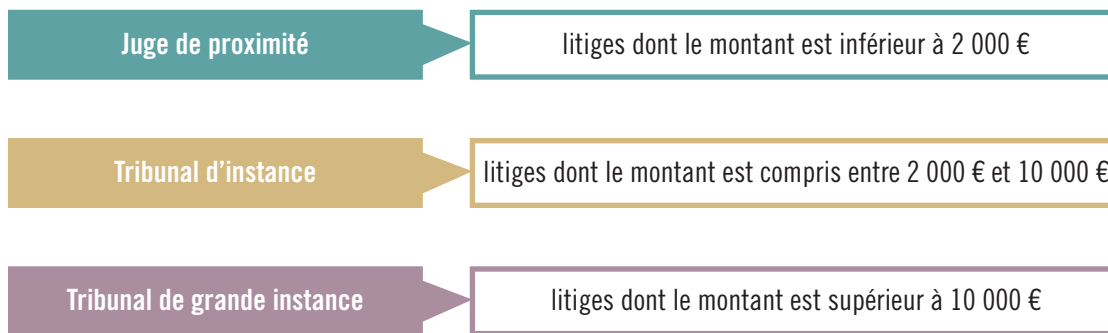 Juge de proximité
litiges dont le montant est inférieur à 2 000 €
Tribunal d'instance
litiges dont le montant est compris entre 2 000 € et 10 000 €
Tribunal de grande instance
litiges dont le montant est supérieur à 10 000 €